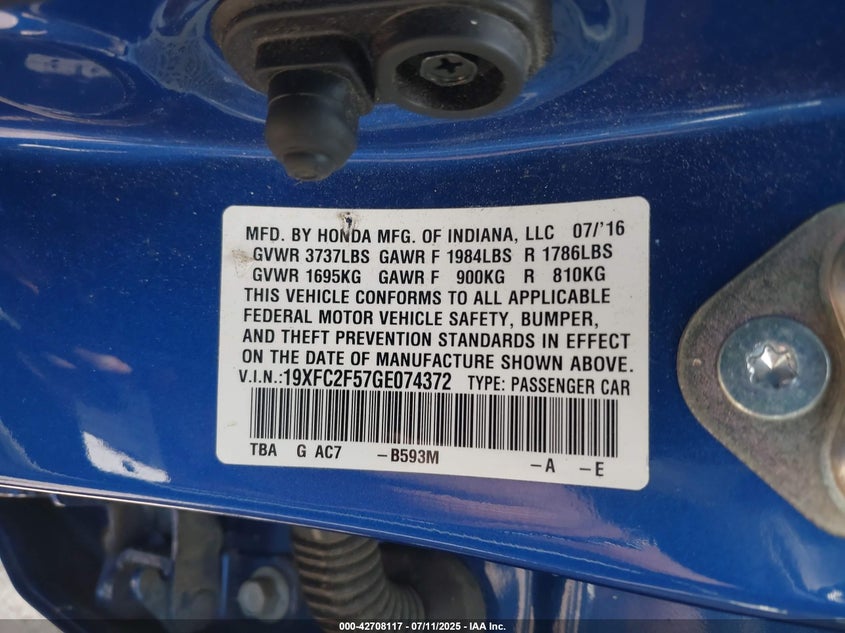 MFD. BY HONDA MFG. OF INDIANA, LLC 07/'16
GVWR 3737LBS GAWR F 1984LBS R 1786LBS
GVWR 1695KG GAWR F 900KG R 810KG
THIS VEHICLE CONFORMS TO ALL APPLICABLE
FEDERAL MOTOR VEHICLE SAFETY, BUMPER,
AND THEFT PREVENTION STANDARDS IN EFFECT
ON THE DATE OF MANUFACTURE SHOWN ABOVE.
V.I.N.:19XFC2F57GE074372 TYPE: PASSENGER CAR
TBA G AC7 -B593M -A -E
000-42708117 - 07/11/2025 - IAA Inc.